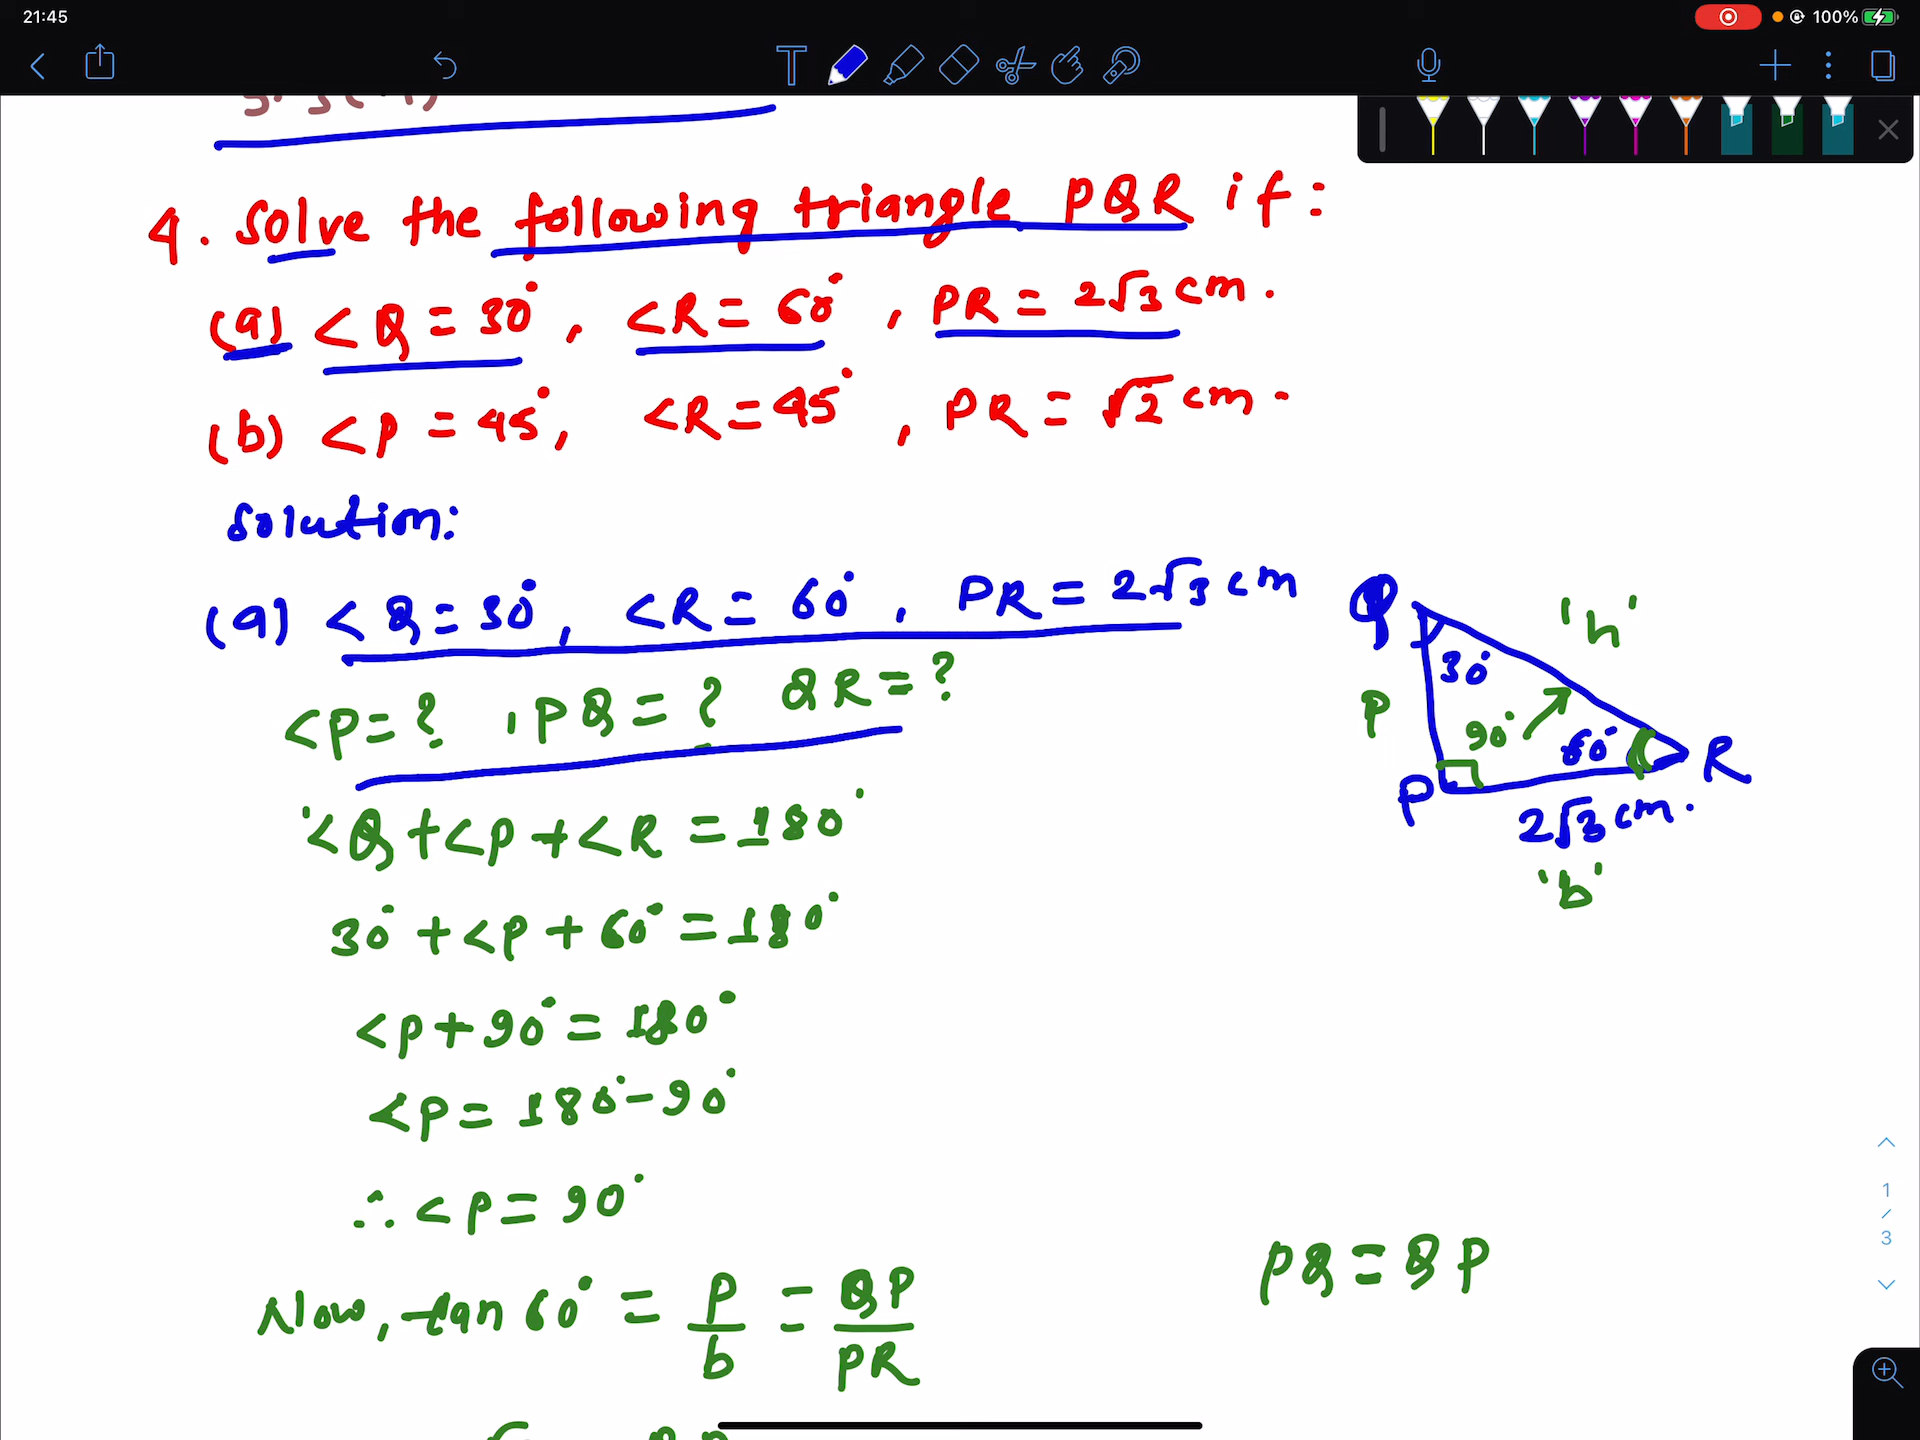 21:45
100%
4. Solve the following triangle PQR if:
(a) <Q = 30°, <R = 60°, PR = 2√3 cm.
(b) <P = 45°, <R = 45°, PR = √2 cm.
Solution:
(a) <Q = 30°, <R = 60°, PR = 2√3 cm
<P = ?, PQ = ? QR = ?
<Q + <P + <R = 180°
30° + <P + 60° = 180°
<P + 90° = 180°
<P = 180° - 90°
∴ <P = 90°
Now, tan 60° = P/b = QP/PR
Q
'h'
30°
P
90°
60°
R
P
2√3 cm.
'b'
PQ = QP
1
/
3